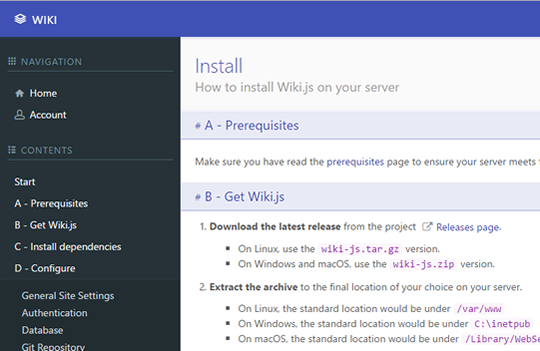 WIKI
NAVIGATION
Home
Account
CONTENTS
Start
A - Prerequisites
B - Get Wiki.js
C - Install dependencies
D - Configure
General Site Settings
Authentication
Database
Git Repository
Install
How to install Wiki.js on your server
# A - Prerequisites
Make sure you have read the prerequisites page to ensure your server meets
# B - Get Wiki.js
1. Download the latest release from the project Releases page.
On Linux, use the wiki-js.tar.gz version.
On Windows and macOS, use the wiki-js.zip version.
2. Extract the archive to the final location of your choice on your server.
On Linux, the standard location would be under /var/www
On Windows, the standard location would be under C:\inetpub
On macOS, the standard location would be under /Library/WebSe